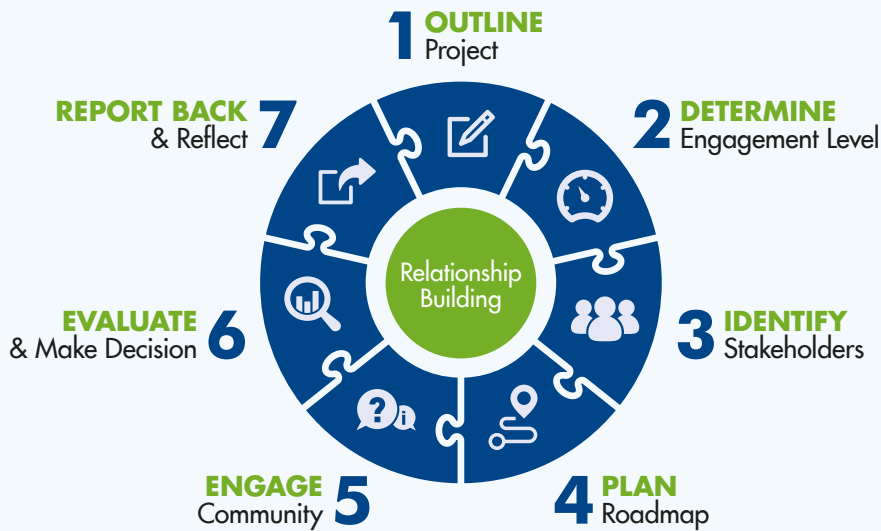 1 OUTLINE
Project
2 DETERMINE
Engagement Level
3 IDENTIFY
Stakeholders
4 PLAN
Roadmap
ENGAGE 5
Community
EVALUATE 6
& Make Decision
REPORT BACK 7
& Reflect
Relationship
Building
?
i